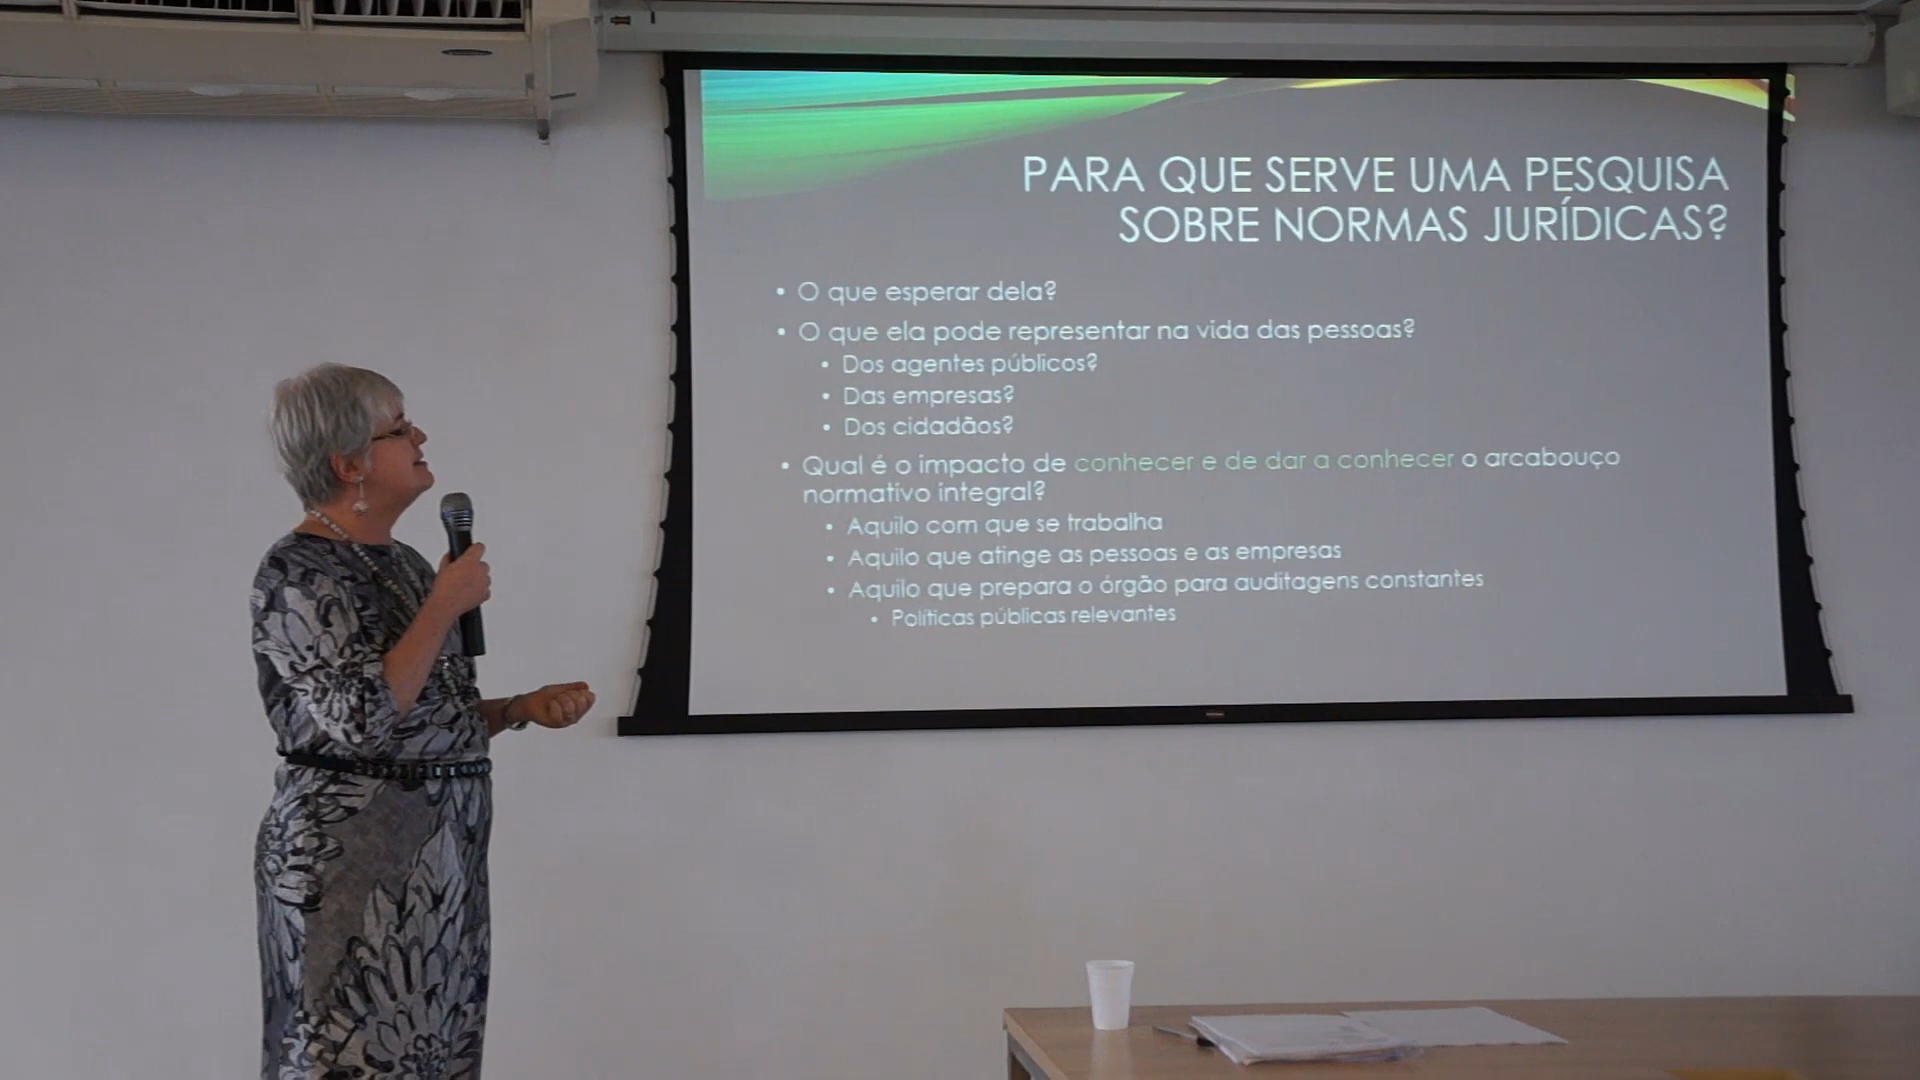 PARA QUE SERVE UMA PESQUISA
SOBRE NORMAS JURÍDICAS?
• O que esperar dela?
• O que ela pode representar na vida das pessoas?
• Dos agentes públicos?
• Das empresas?
• Dos cidadãos?
• Qual é o impacto de conhecer e de dar a conhecer o arcabouço
normativo integral?
• Aquilo com que se trabalha
• Aquilo que atinge as pessoas e as empresas
• Aquilo que prepara o órgão para auditagens constantes
• Políticas públicas relevantes